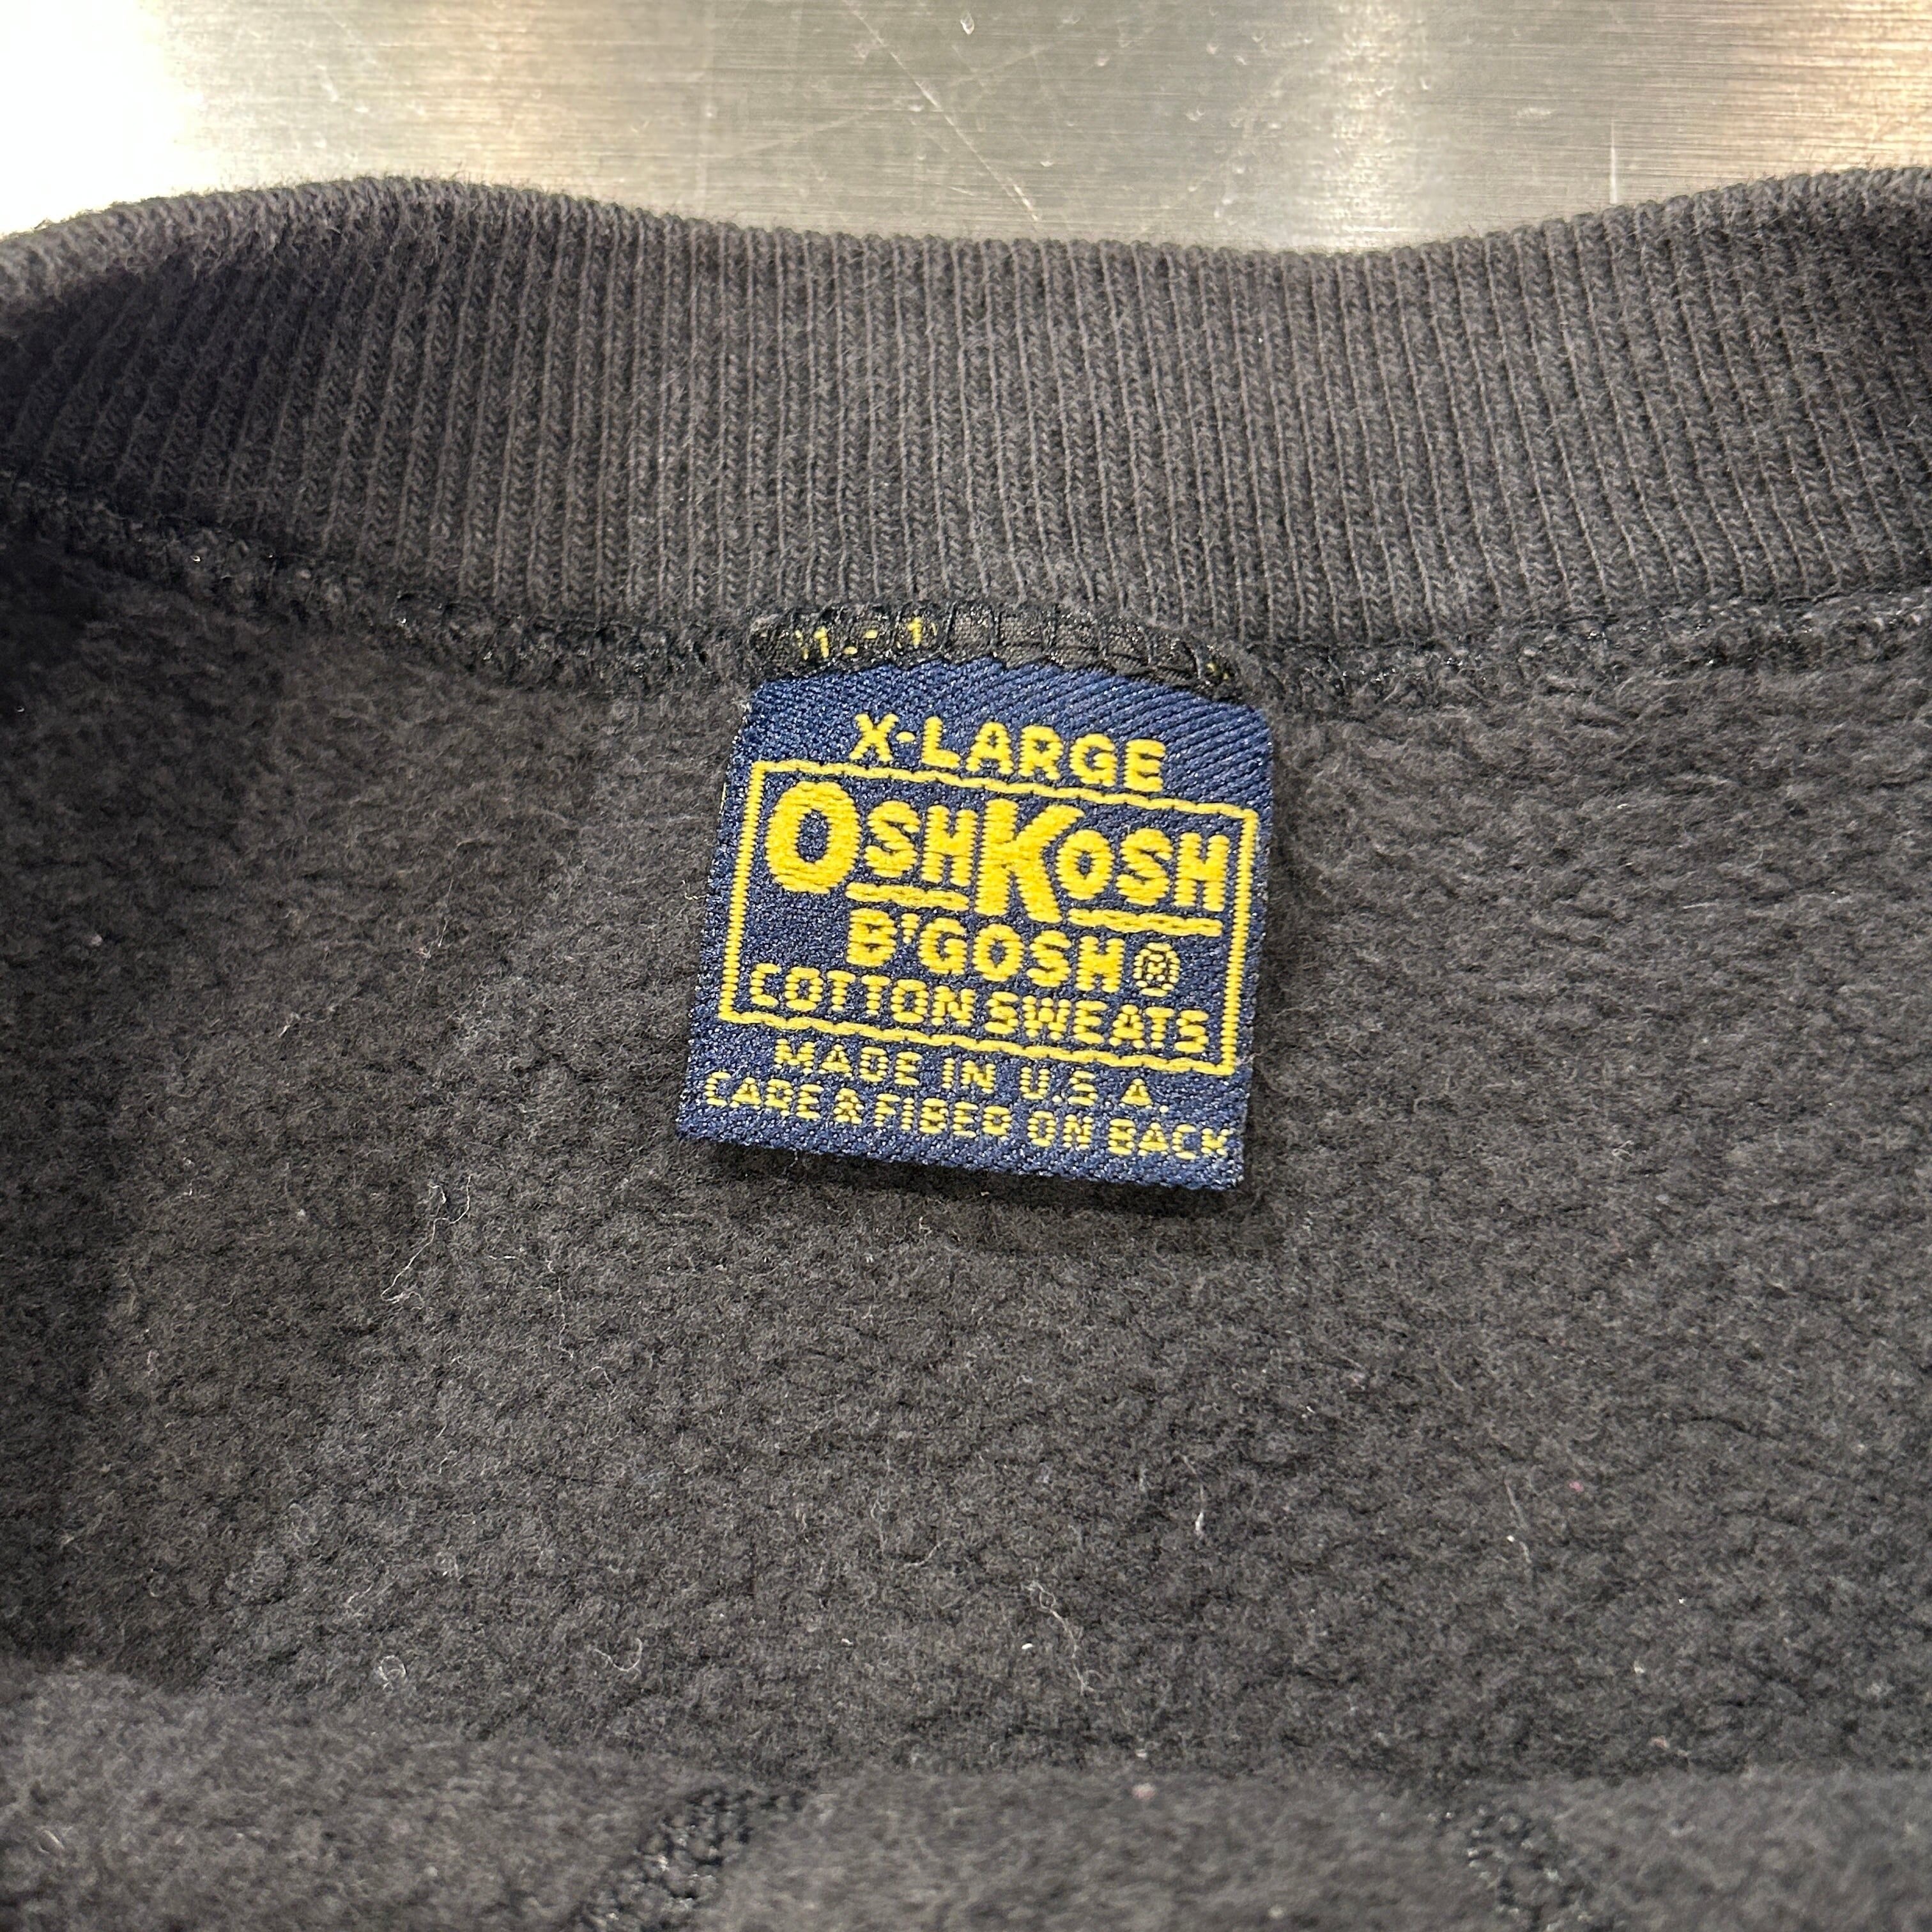 X-LARGE
OSHKOSH
B'GOSH®
COTTON SWEATS
MADE IN U.S.A.
CARE & FIBER ON BACK